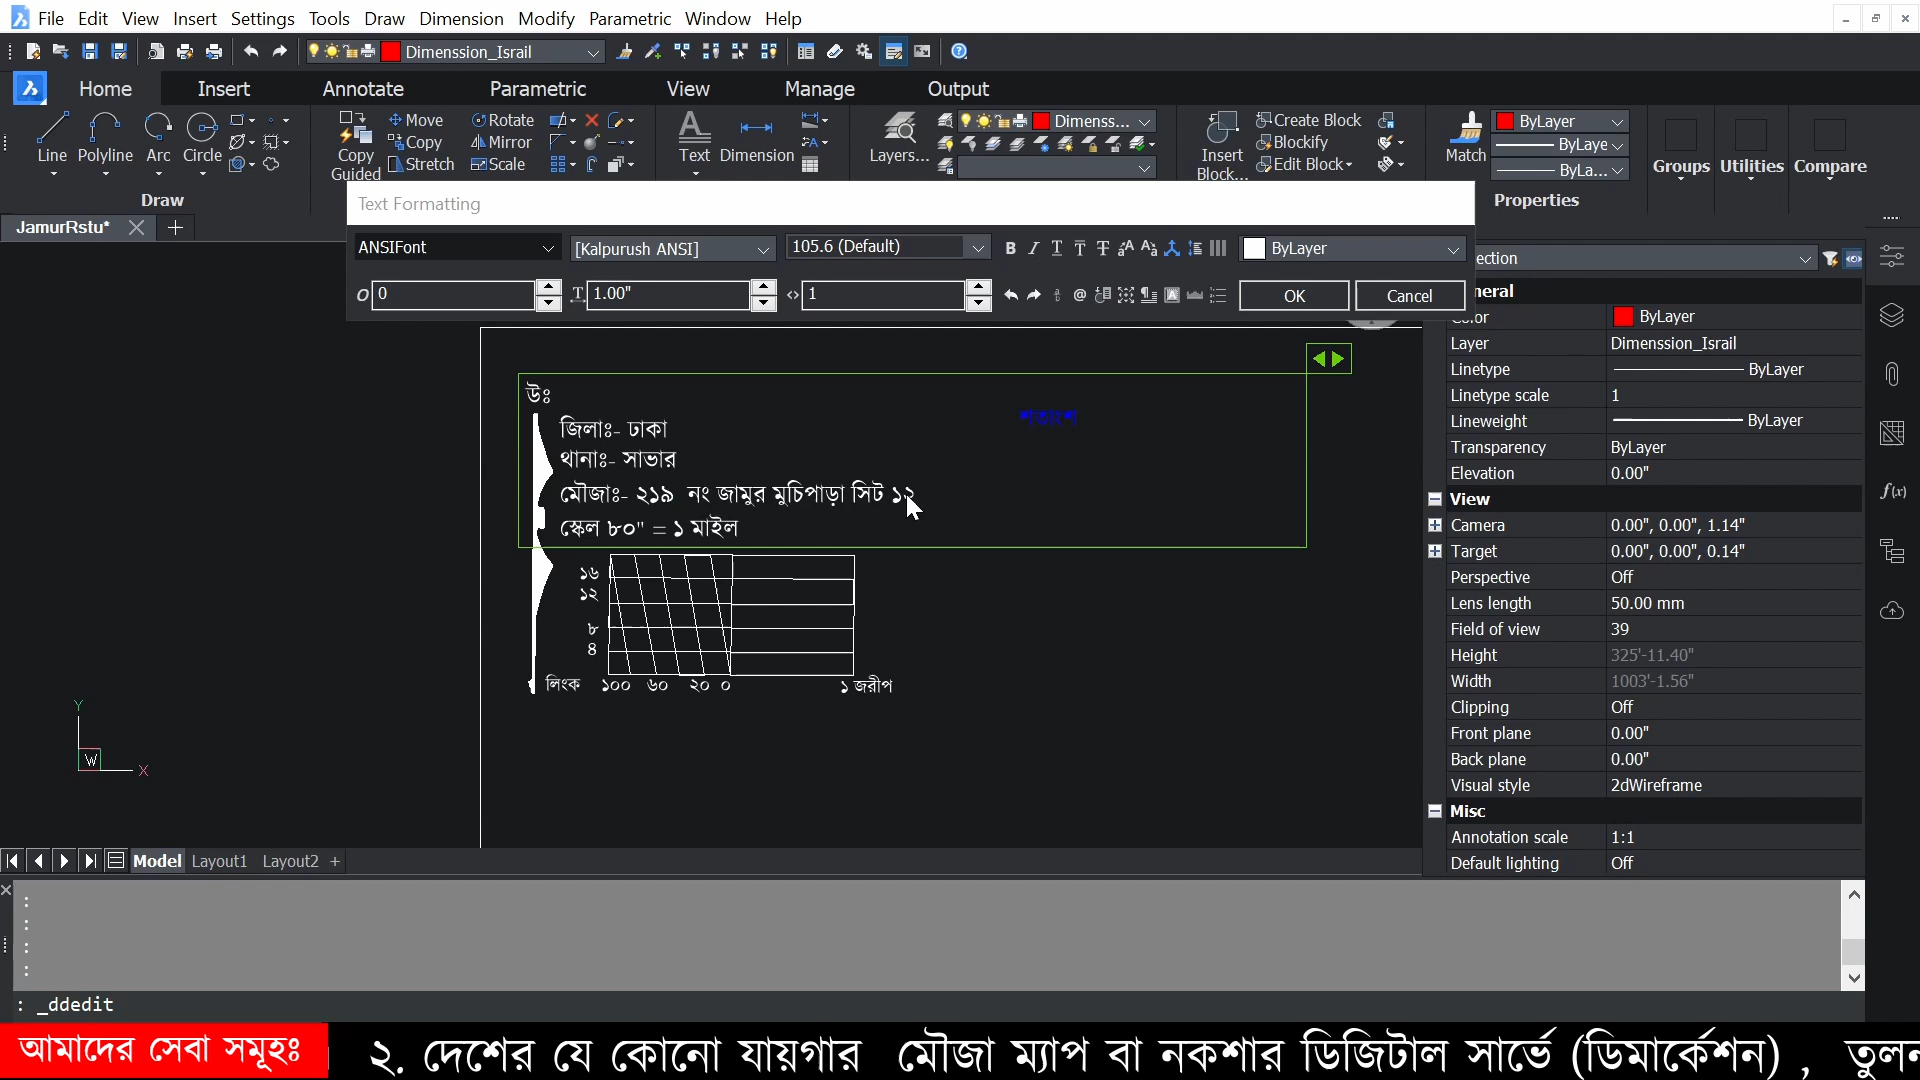 File Edit View Insert Settings Tools Draw Dimension Modify Parametric Window Help
Dimenssion_Israil
Home Insert Annotate Parametric View Manage Output
Line Polyline Arc Circle
Draw
Copy Guided
Move Copy Stretch
Rotate Mirror Scale
Text Dimension
Layers...
Dimenss...
Insert Block...
Create Block
Blockify
Edit Block
Match
ByLayer
ByLaye
ByLa...
Properties
Groups Utilities Compare
JamurRstu*
Text Formatting
ANSIFont [Kalpurush ANSI] 105.6 (Default) ByLayer
0 1.00" 1 OK Cancel
উঃ
জিলাঃ- ঢাকা
শতাংশ
থানাঃ- সাভার
মৌজাঃ- ২১৯ নং জামুর মুচিপাড়া সিট ১২
স্কেল ৮০" = ১ মাইল
১৬
১২
৮
৪
লিংক ১০০ ৬০ ২০ ০ ১ জরীপ
Y
W
X
ection
neral
Color ByLayer
Layer Dimenssion_Israil
Linetype ByLayer
Linetype scale 1
Lineweight ByLayer
Transparency ByLayer
Elevation 0.00"
View
Camera 0.00", 0.00", 1.14"
Target 0.00", 0.00", 0.14"
Perspective Off
Lens length 50.00 mm
Field of view 39
Height 325'-11.40"
Width 1003'-1.56"
Clipping Off
Front plane 0.00"
Back plane 0.00"
Visual style 2dWireframe
Misc
Annotation scale 1:1
Default lighting Off
Model Layout1 Layout2 +
:
:
:
:
: _ddedit
আমাদের সেবা সমূহঃ ২. দেশের যে কোনো যায়গার মৌজা ম্যাপ বা নকশার ডিজিটাল সার্ভে (ডিমার্কেশন) ,